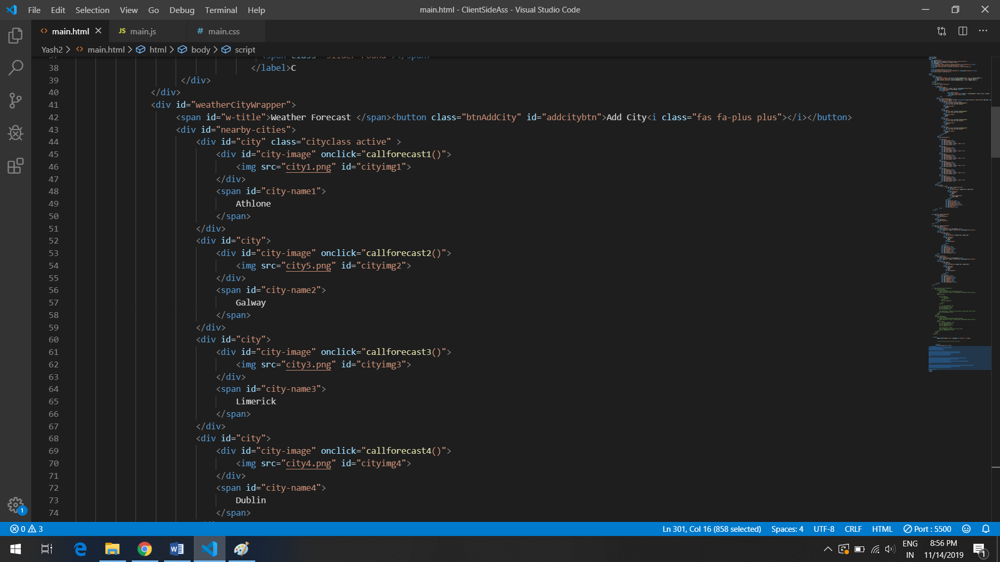 File Edit Selection View Go Debug Terminal Help
main.html - ClientSideAss - Visual Studio Code
main.html
JS main.js
# main.css
Yash2 > main.html > html > body > script
38 </label>C
39 </div>
40 </div>
41 <div id="weatherCityWrapper">
42 <span id="w-title">Weather Forecast </span><button class="btnAddCity" id="addcitybtn">Add City<i class="fas fa-plus plus"></i></button>
43 <div id="nearby-cities">
44 <div id="city" class="cityclass active" >
45 <div id="city-image" onclick="callforecast1()">
46 <img src="city1.png" id="cityimg1">
47 </div>
48 <span id="city-name1">
49 Athlone
50 </span>
51 </div>
52 <div id="city">
53 <div id="city-image" onclick="callforecast2()">
54 <img src="city5.png" id="cityimg2">
55 </div>
56 <span id="city-name2">
57 Galway
58 </span>
59 </div>
60 <div id="city">
61 <div id="city-image" onclick="callforecast3()">
62 <img src="city3.png" id="cityimg3">
63 </div>
64 <span id="city-name3">
65 Limerick
66 </span>
67 </div>
68 <div id="city">
69 <div id="city-image" onclick="callforecast4()">
70 <img src="city4.png" id="cityimg4">
71 </div>
72 <span id="city-name4">
73 Dublin
74 </span>
1
0 3
Ln 301, Col 16 (858 selected) Spaces: 4 UTF-8 CRLF HTML Port : 5500
ENG
IN
8:56 PM
11/14/2019
1